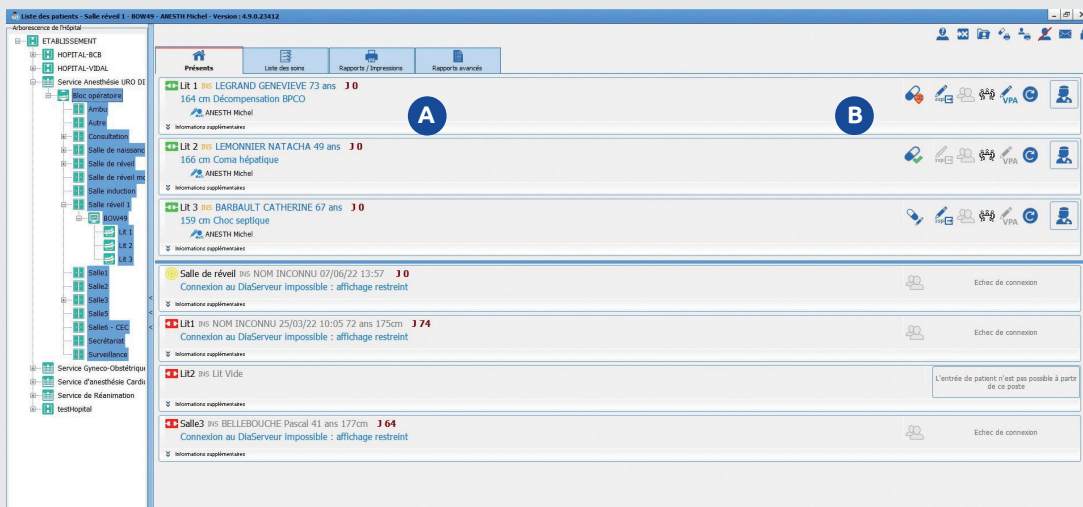 Liste des patients - Salle réveil 1 - BOW49 - ANESTH Michel - Version : 4.9.0.23412
Arborescence de l'Hôpital
ETABLISSEMENT
HOPITAL-BCB
HOPITAL-VIDAL
Service Anesthésie URO DI
Bloc opératoire
Ambu
Autre
Consultation
Salle de naissanc
Salle de réveil
Salle de réveil mo
Salle induction
Salle réveil 1
BOW49
Lit 1
Lit 2
Lit 3
Salle1
Salle2
Salle3
Salle5
Salle6 - CEC
Secrétariat
Surveillance
Service Gyneco-Obstétrique
Service d'anesthésie Cardi
Service de Réanimation
testHopital
Présents
Liste des soins
Rapports / Impressions
Rapports avancés
Lit 1 INS LEGRAND GENEVIEVE 73 ans J 0
164 cm Décompensation BPCO
ANESTH Michel
Informations supplémentaires
A
B
VPA
Lit 2 INS LEMONNIER NATACHA 49 ans J 0
166 cm Coma hépatique
ANESTH Michel
Informations supplémentaires
VPA
Lit 3 INS BARBAULT CATHERINE 67 ans J 0
159 cm Choc septique
ANESTH Michel
Informations supplémentaires
VPA
Salle de réveil INS NOM INCONNU 07/06/22 13:57 J 0
Connexion au DiaServeur impossible : affichage restreint
Informations supplémentaires
Echec de connexion
Lit1 INS NOM INCONNU 25/03/22 10:05 72 ans 175cm J 74
Connexion au DiaServeur impossible : affichage restreint
Informations supplémentaires
Echec de connexion
Lit2 INS Lit Vide
Informations supplémentaires
L'entrée de patient n'est pas possible à partir
de ce poste
Salle3 INS BELLEBOUCHE Pascal 41 ans 177cm J 64
Connexion au DiaServeur impossible : affichage restreint
Informations supplémentaires
Echec de connexion